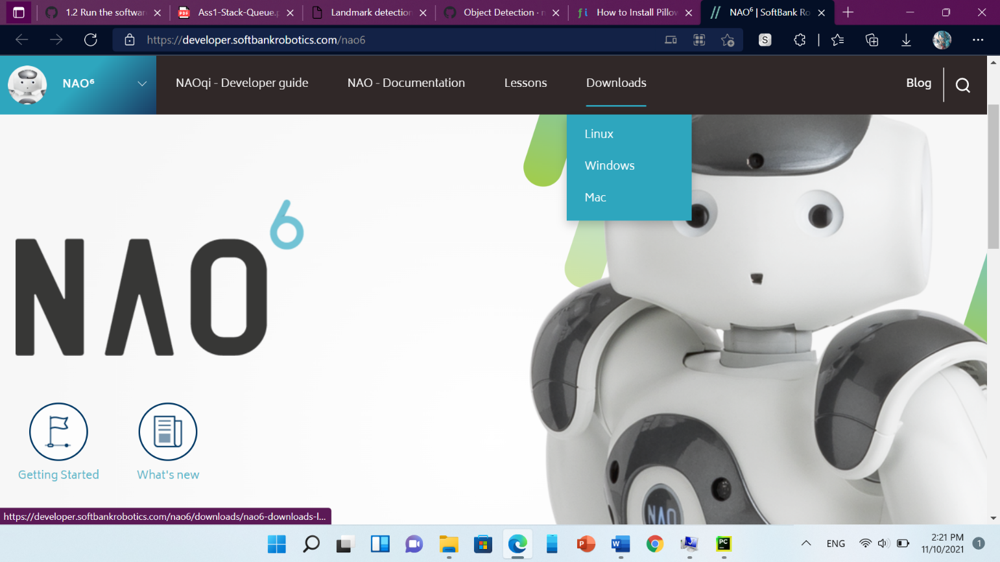 1.2 Run the softwar
Ass1-Stack-Queue.p
Landmark detection
Object Detection · n
How to Install Pillow
NAO⁶ | SoftBank Ro
https://developer.softbankrobotics.com/nao6
S
NAO⁶
NAOqi - Developer guide
NAO - Documentation
Lessons
Downloads
Blog
Linux
Windows
Mac
NAO⁶
Getting Started
What's new
NAO
https://developer.softbankrobotics.com/nao6/downloads/nao6-downloads-l...
ENG
2:21 PM
11/10/2021
1